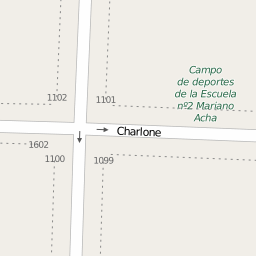 Campo
de deportes
de la Escuela
nº2 Mariano
Acha
1102
1101
Charlone
1602
1100
1099